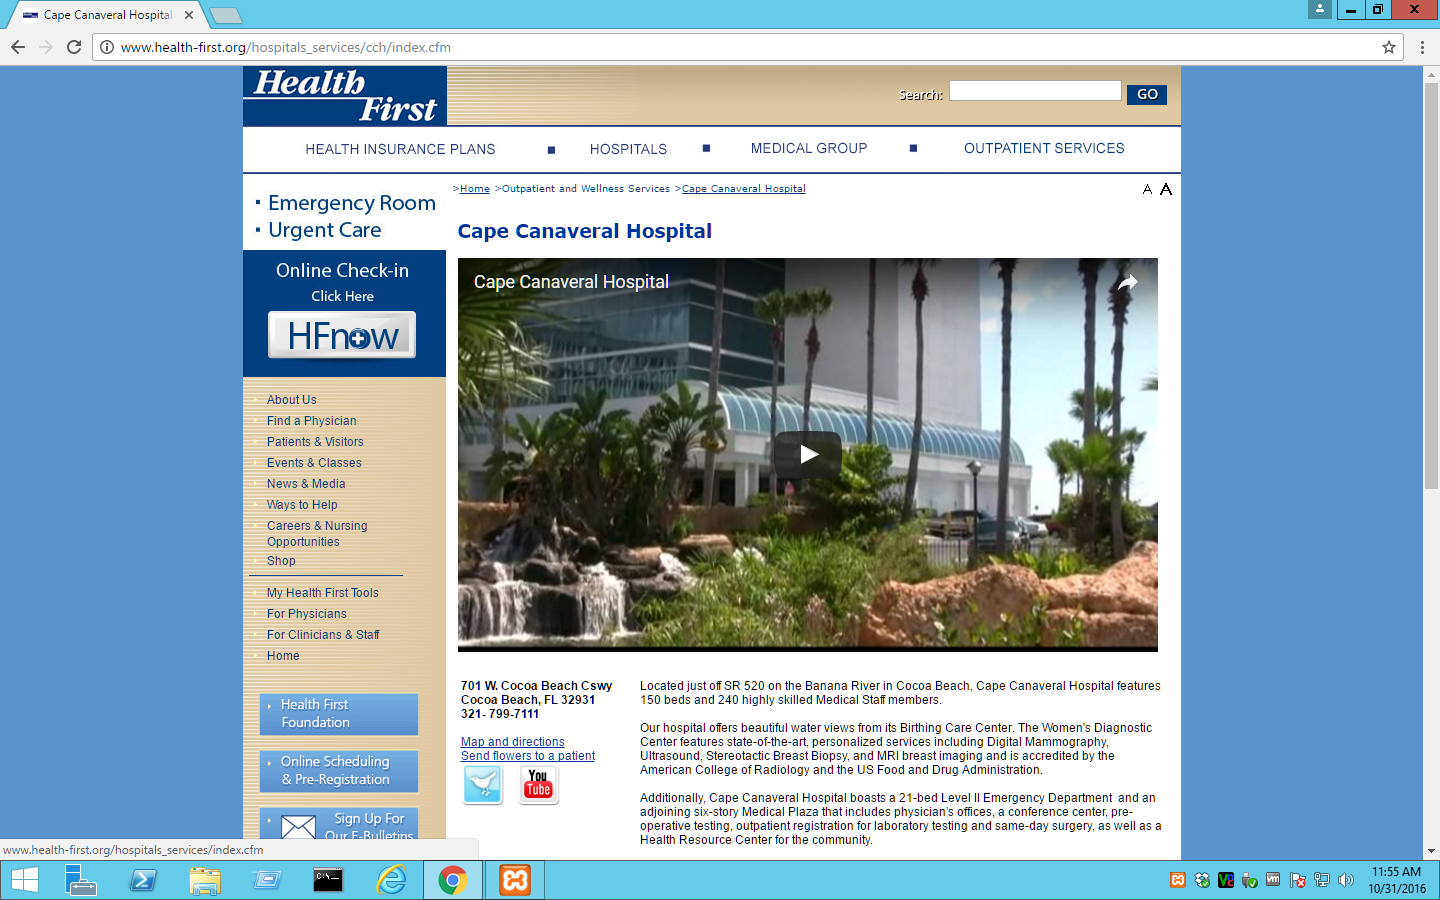 Cape Canaveral Hospital
www.health-first.org/hospitals_services/cch/index.cfm
Health
First
Search:
GO
HEALTH INSURANCE PLANS
HOSPITALS
MEDICAL GROUP
OUTPATIENT SERVICES
>Home >Outpatient and Wellness Services >Cape Canaveral Hospital
A A
· Emergency Room
· Urgent Care
Online Check-in
Click Here
HFnow
About Us
Find a Physician
Patients & Visitors
Events & Classes
News & Media
Ways to Help
Careers & Nursing
Opportunities
Shop
My Health First Tools
For Physicians
For Clinicians & Staff
Home
Health First
Foundation
Online Scheduling
& Pre-Registration
Sign Up For
Our E-Bulletins
Cape Canaveral Hospital
Cape Canaveral Hospital
701 W. Cocoa Beach Cswy
Cocoa Beach, FL 32931
321- 799-7111
Map and directions
Send flowers to a patient
You
Tube
Located just off SR 520 on the Banana River in Cocoa Beach, Cape Canaveral Hospital features
150 beds and 240 highly skilled Medical Staff members.
Our hospital offers beautiful water views from its Birthing Care Center. The Women's Diagnostic
Center features state-of-the-art, personalized services including Digital Mammography,
Ultrasound, Stereotactic Breast Biopsy, and MRI breast imaging and is accredited by the
American College of Radiology and the US Food and Drug Administration.
Additionally, Cape Canaveral Hospital boasts a 21-bed Level II Emergency Department and an
adjoining six-story Medical Plaza that includes physician's offices, a conference center, pre-
operative testing, outpatient registration for laboratory testing and same-day surgery, as well as a
Health Resource Center for the community.
www.health-first.org/hospitals_services/index.cfm
11:55 AM
10/31/2016